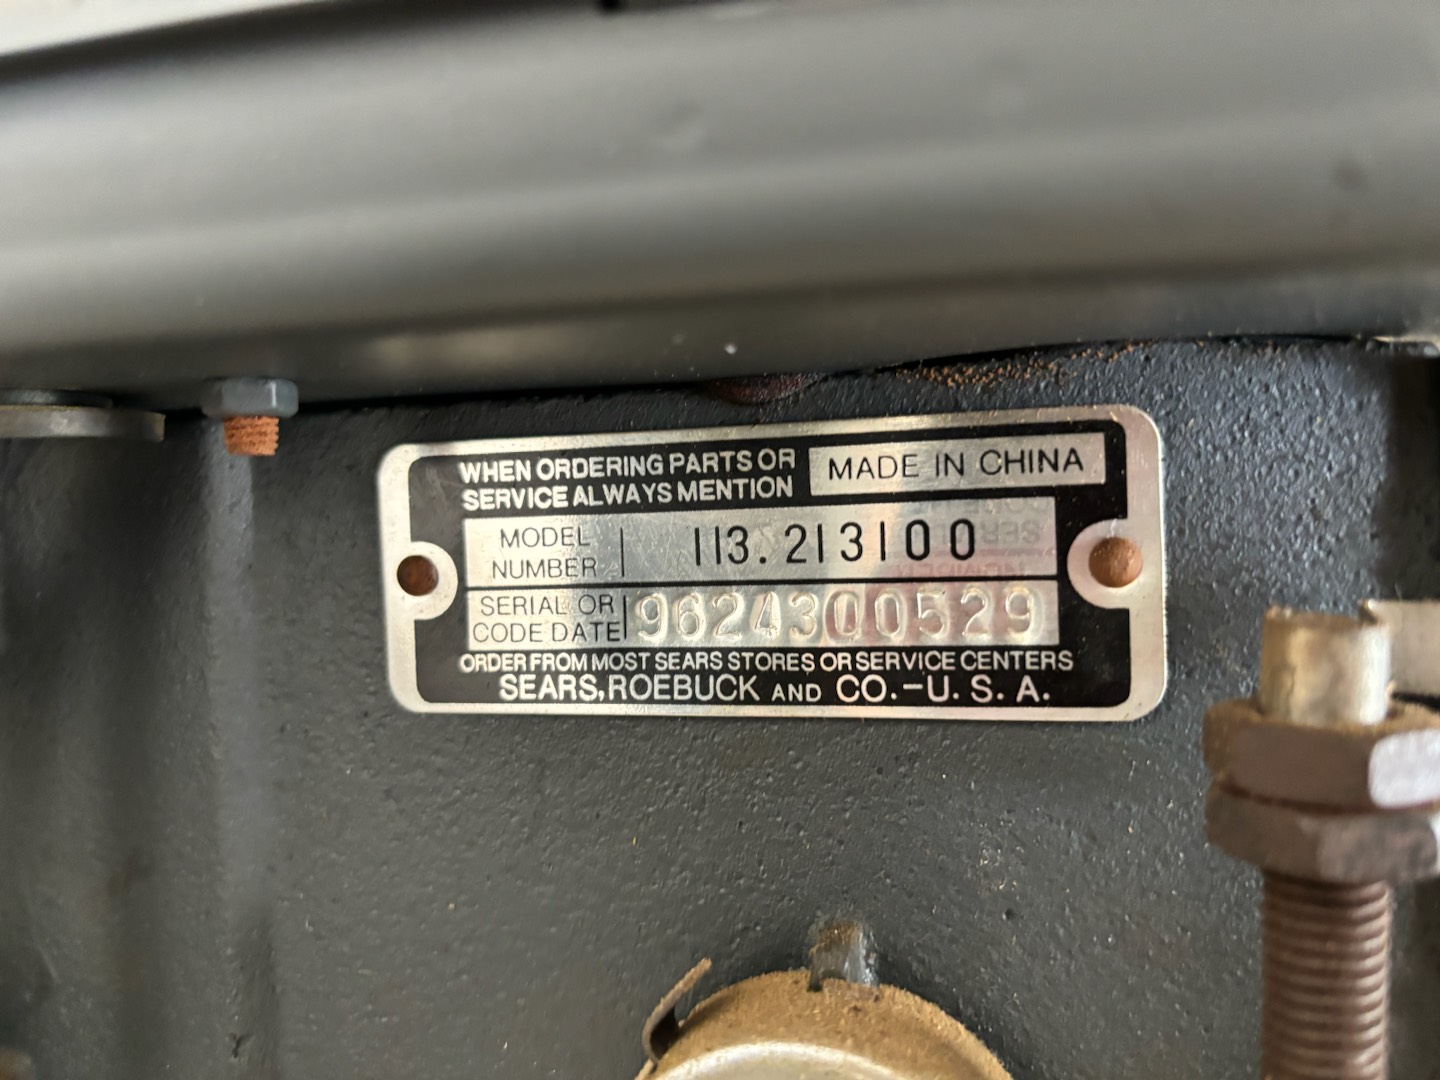 WHEN ORDERING PARTS OR
SERVICE ALWAYS MENTION
MADE IN CHINA
MODEL
NUMBER
113.213100
SERIAL OR
CODE DATE
9624300529
ORDER FROM MOST SEARS STORES OR SERVICE CENTERS
SEARS, ROEBUCK AND CO.-U. S. A.